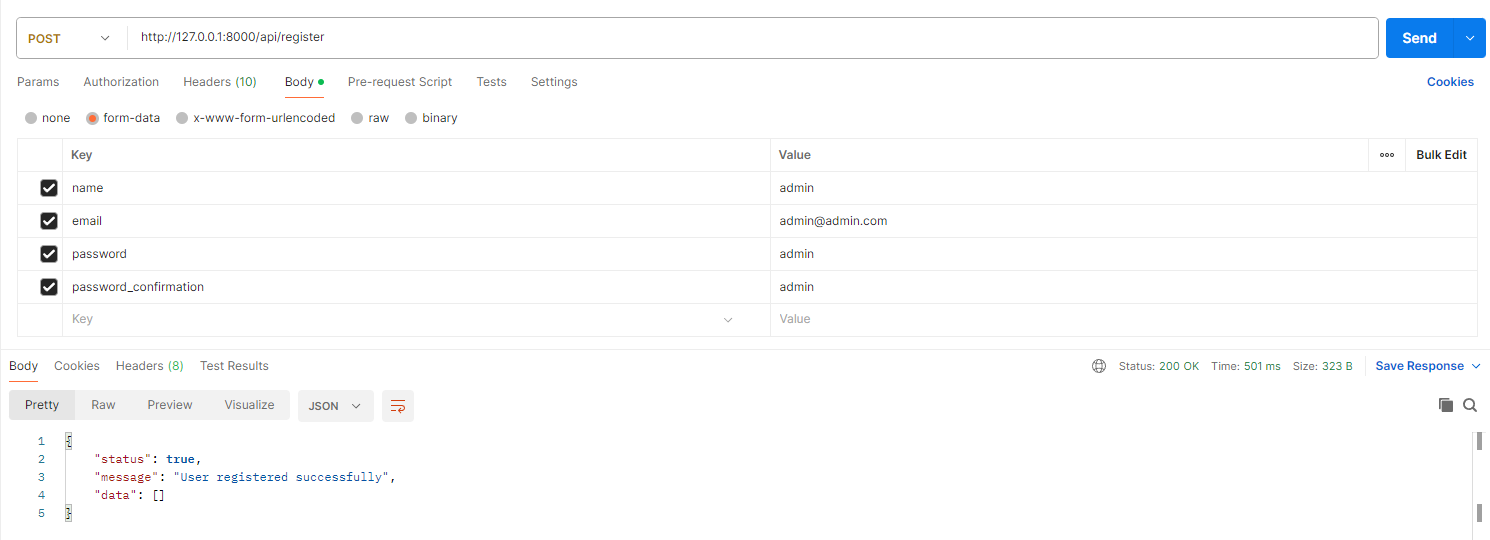 POST http://127.0.0.1:8000/api/register Send
Params Authorization Headers (10) Body Pre-request Script Tests Settings Cookies
none form-data x-www-form-urlencoded raw binary
Key Value Bulk Edit
name admin
email admin@admin.com
password admin
password_confirmation admin
Key Value
Body Cookies Headers (8) Test Results Status: 200 OK Time: 501 ms Size: 323 B Save Response
Pretty Raw Preview Visualize JSON
1 {
2 "status": true,
3 "message": "User registered successfully",
4 "data": []
5 }